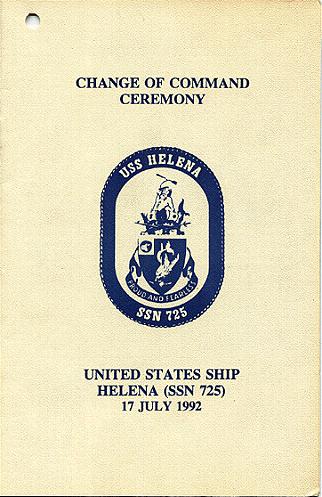 CHANGE OF COMMAND
CEREMONY
USS HELENA
PROUD AND FEARLESS
SSN 725
UNITED STATES SHIP
HELENA (SSN 725)
17 JULY 1992